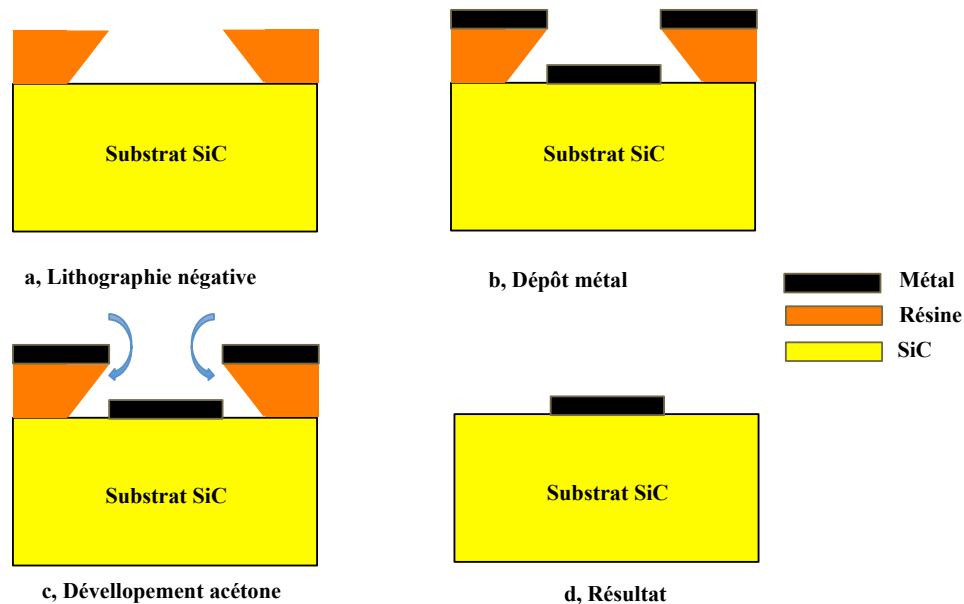 Substrat SiC
Substrat SiC
a, Lithographie négative
b, Dépôt métal
Métal
Résine
SiC
Substrat SiC
Substrat SiC
c, Dévellopement acétone
d, Résultat